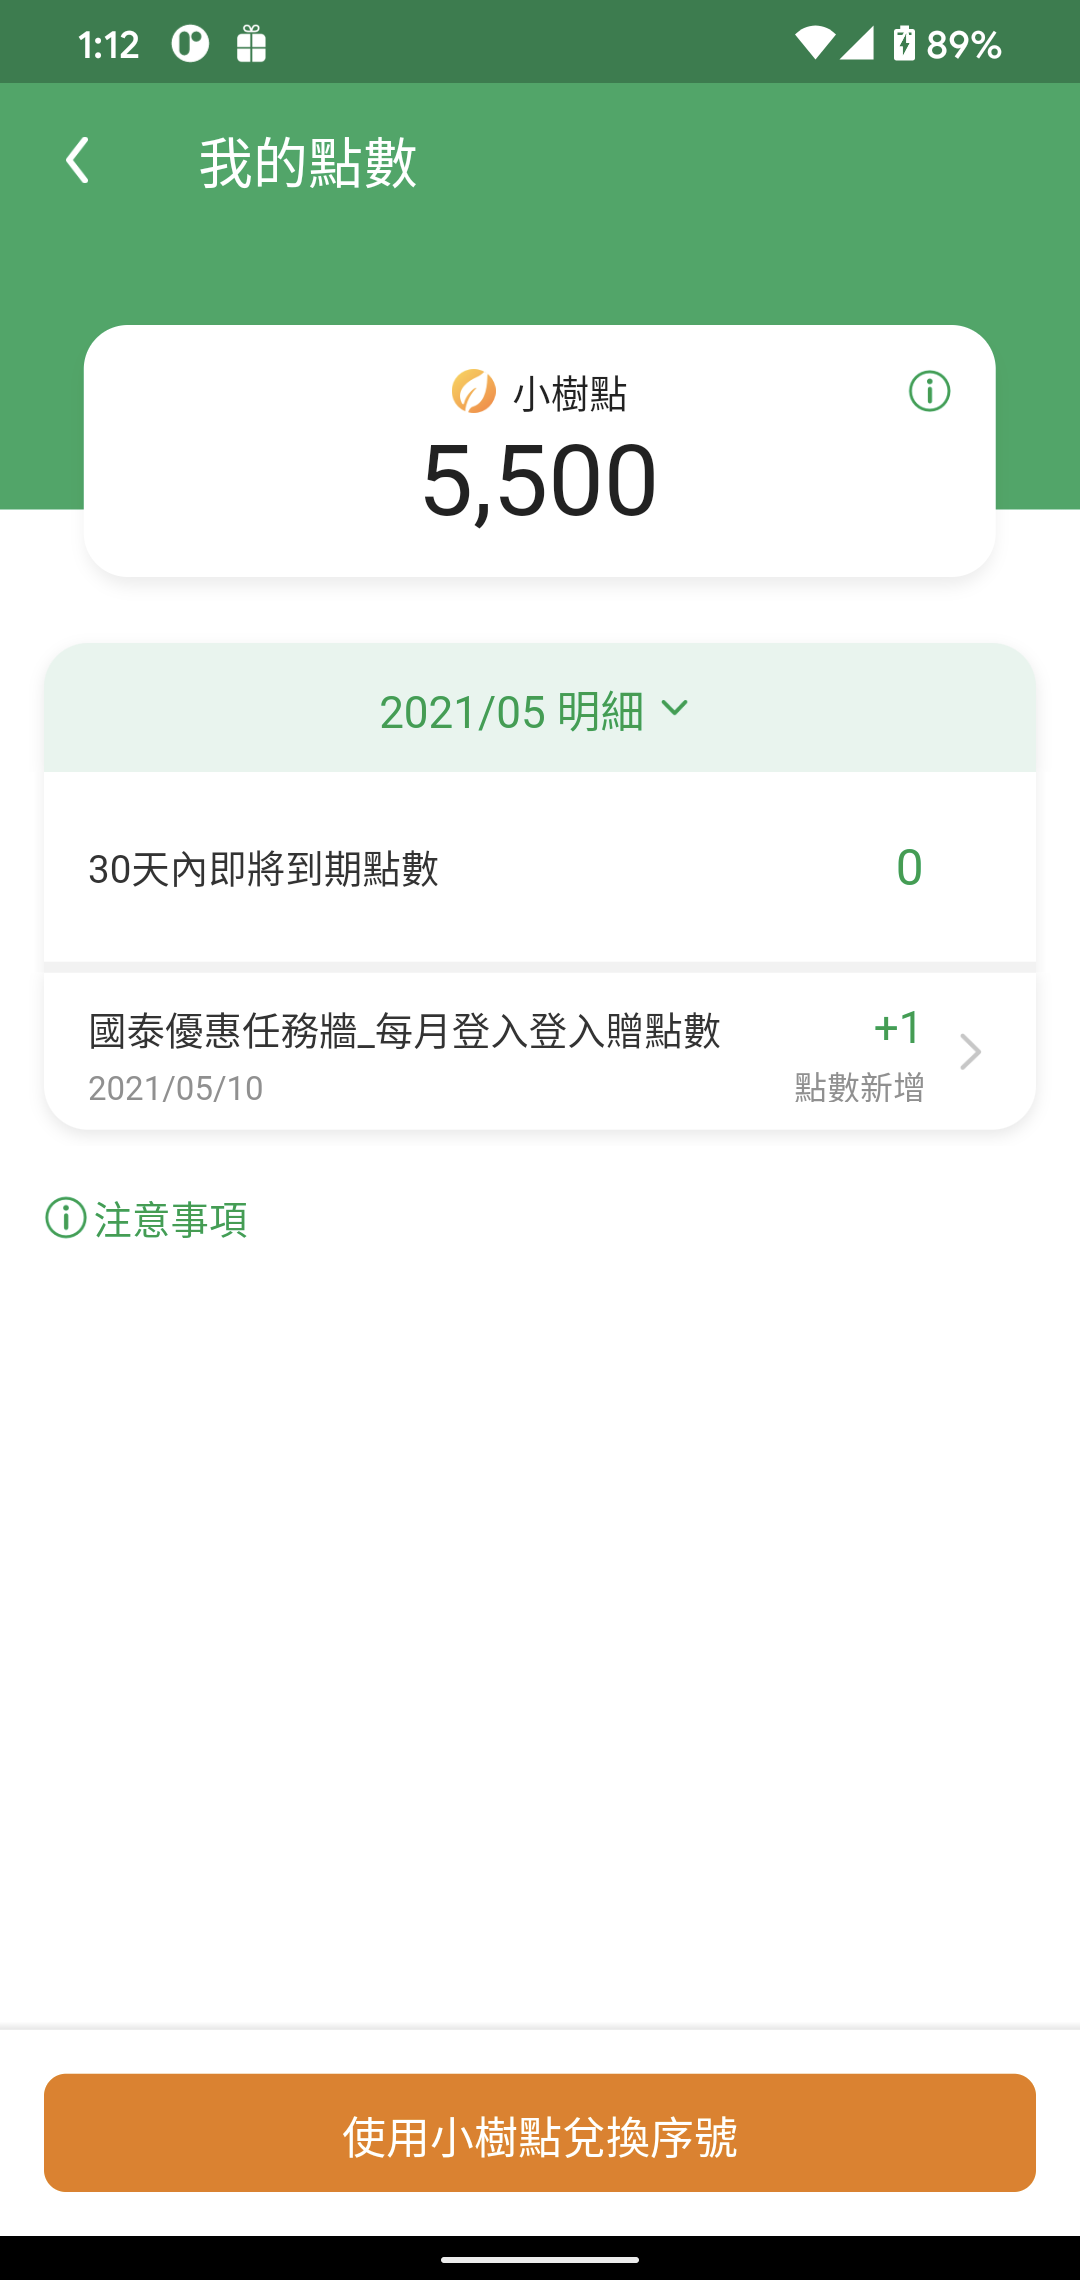 1:12
89%
我的點數
小樹點
5,500
2021/05 明細
30天內即將到期點數
0
國泰優惠任務牆_每月登入登入贈點數
+1
2021/05/10
點數新增
注意事項
使用小樹點兌換序號